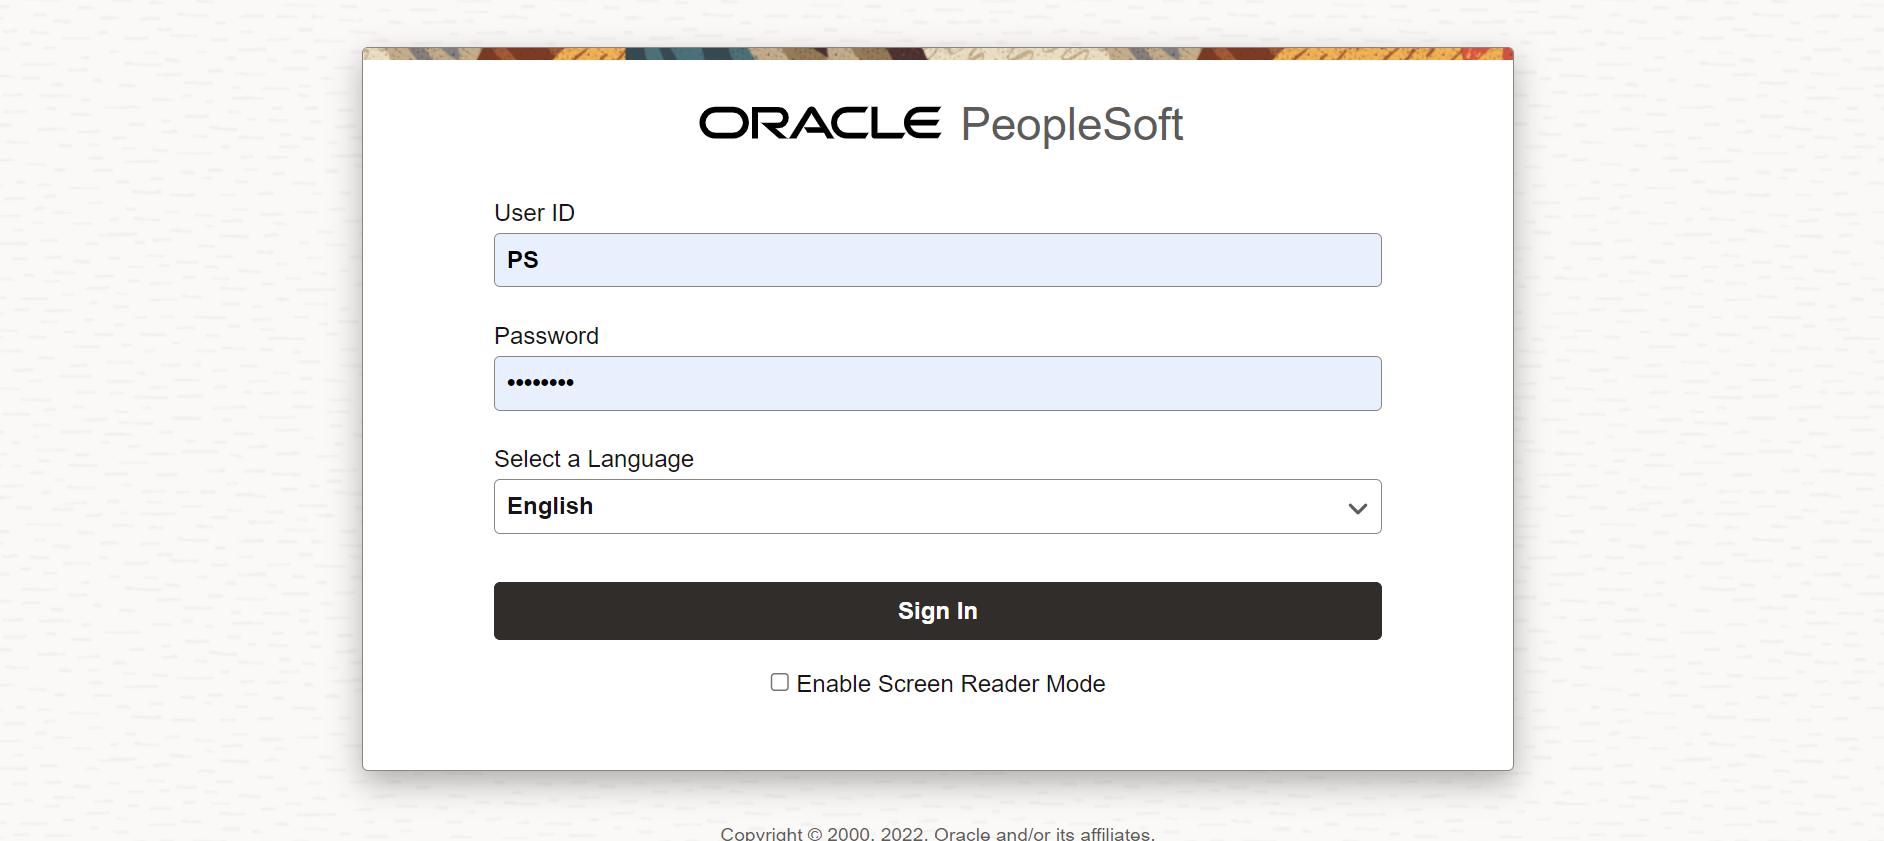 ORACLE PeopleSoft
User ID
PS
Password
••••••••
Select a Language
English
Sign In
Enable Screen Reader Mode
Copyright © 2000, 2022, Oracle and/or its affiliates.